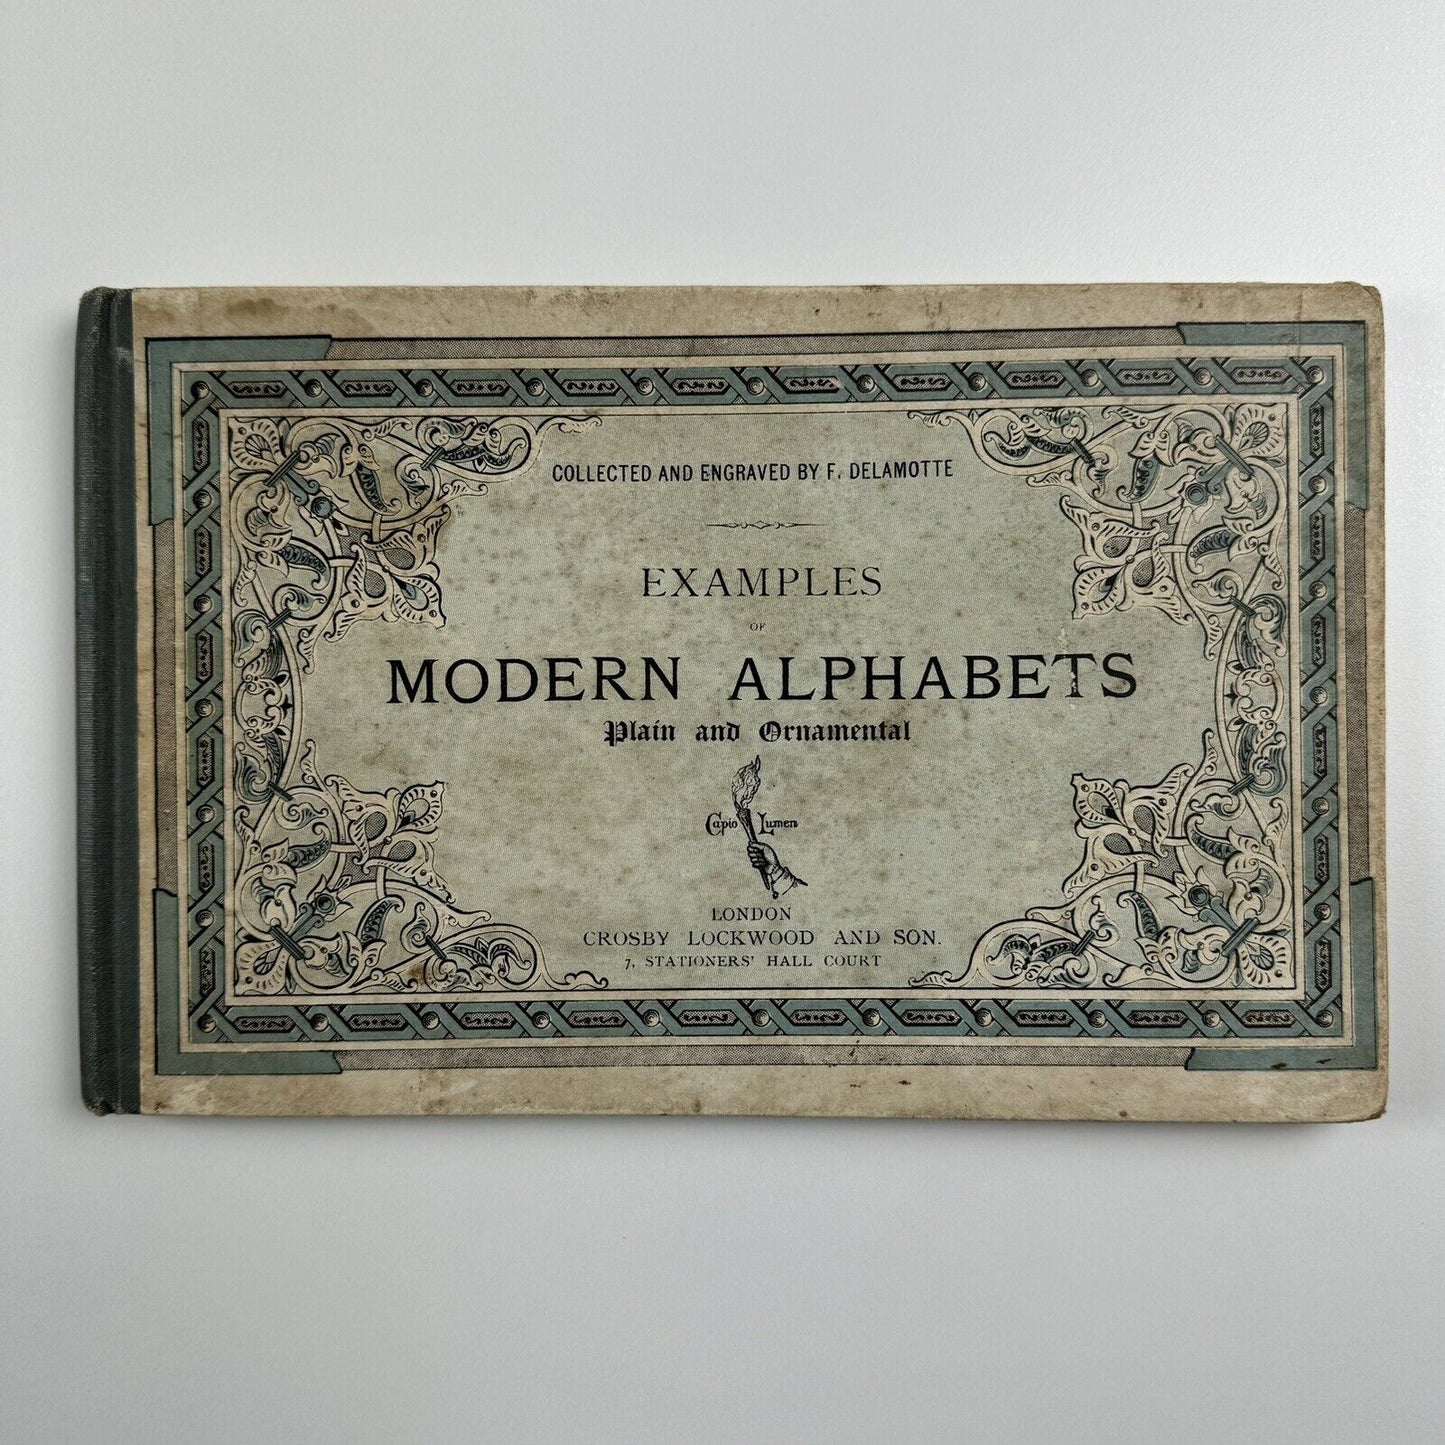 COLLECTED AND ENGRAVED BY F. DELAMOTTE
EXAMPLES
OF
MODERN ALPHABETS
Plain and Ornamental
Capio Lumen
LONDON
CROSBY LOCKWOOD AND SON.
7, STATIONERS' HALL COURT